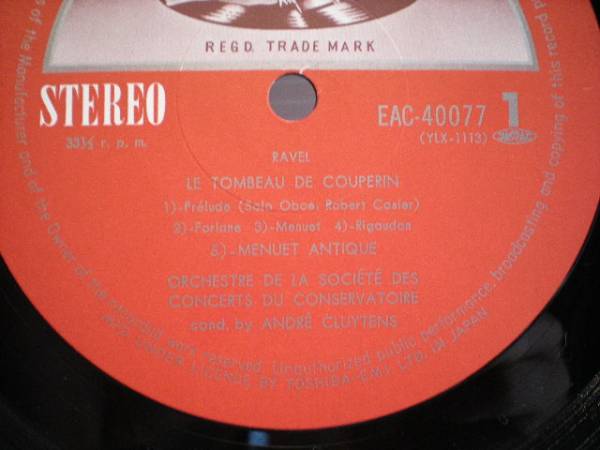 REGD. TRADE MARK
STEREO
33⅓ r. p. m.
EAC-40077 1
(YLX-1113)
RAVEL
LE TOMBEAU DE COUPERIN
1)-Prélude (Solo Oboe: Robert Casier)
2)-Forlane 3)-Menuet 4)-Rigaudon
5)-MENUET ANTIQUE
ORCHESTRE DE LA SOCIÉTÉ DES
CONCERTS DU CONSERVATOIRE
cond. by ANDRÉ CLUYTENS
of the Manufacturer and of the Owner of the recorded work reserved. Unauthorized public performance, broadcasting and copying of this record
MFD. UNDER LICENSE BY TOSHIBA-EMI LTD. IN JAPAN